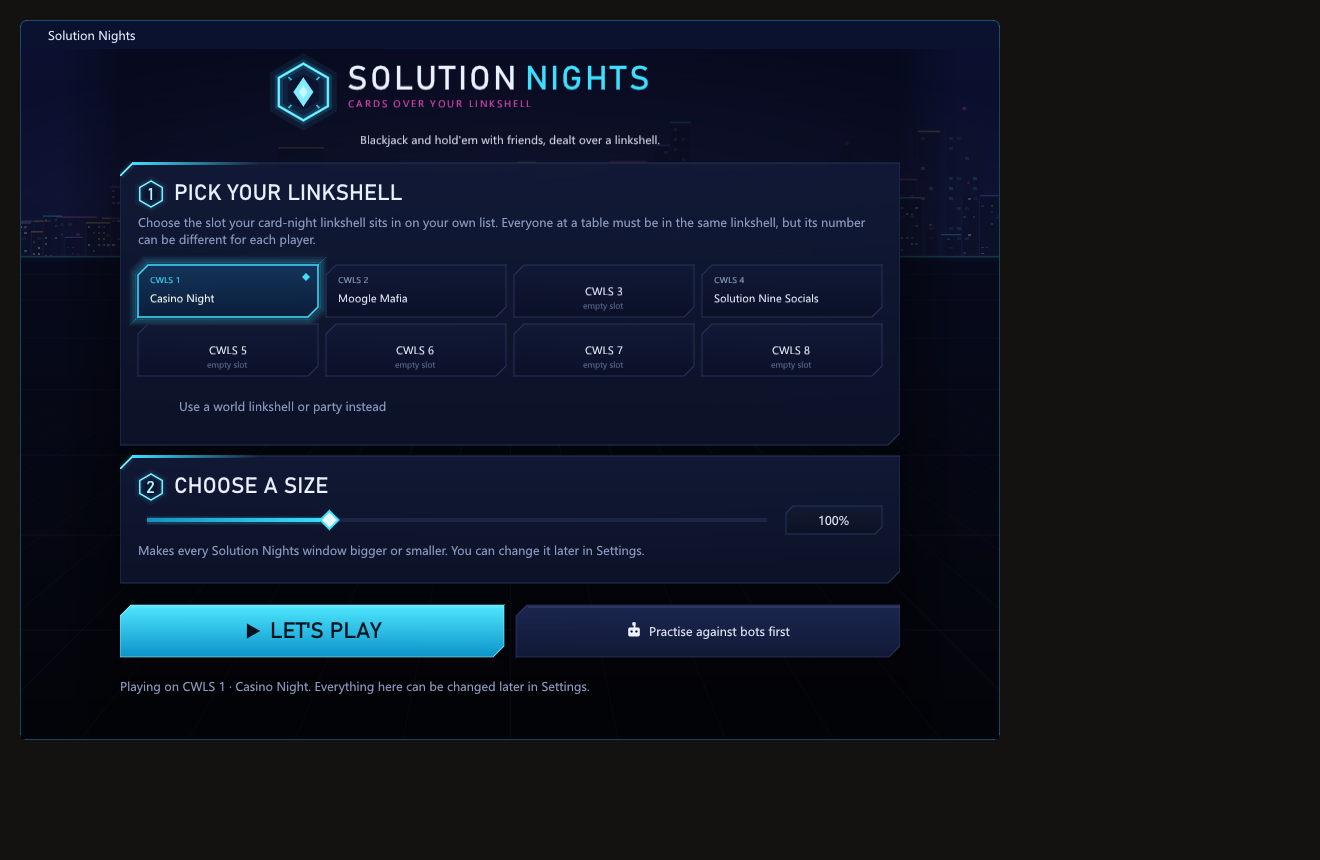 Solution Nights
SOLUTION NIGHTS
CARDS OVER YOUR LINKSHELL
Blackjack and hold'em with friends, dealt over a linkshell.
1 PICK YOUR LINKSHELL
Choose the slot your card-night linkshell sits in on your own list. Everyone at a table must be in the same linkshell, but its number
can be different for each player.
CWLS 1
Casino Night
CWLS 2
Moogle Mafia
CWLS 3
empty slot
CWLS 4
Solution Nine Socials
CWLS 5
empty slot
CWLS 6
empty slot
CWLS 7
empty slot
CWLS 8
empty slot
Use a world linkshell or party instead
2 CHOOSE A SIZE
100%
Makes every Solution Nights window bigger or smaller. You can change it later in Settings.
LET'S PLAY
Practise against bots first
Playing on CWLS 1 · Casino Night. Everything here can be changed later in Settings.